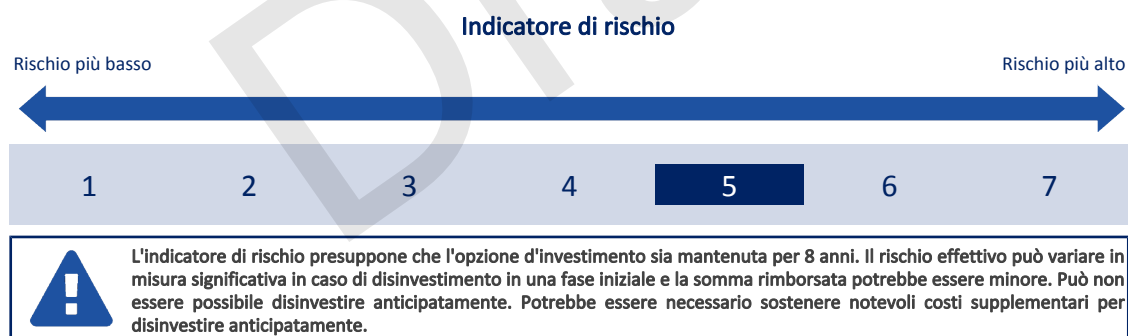 Indicatore di rischio
Rischio più basso
Rischio più alto
1 2 3 4 5 6 7
L'indicatore di rischio presuppone che l'opzione d'investimento sia mantenuta per 8 anni. Il rischio effettivo può variare in
misura significativa in caso di disinvestimento in una fase iniziale e la somma rimborsata potrebbe essere minore. Può non
essere possibile disinvestire anticipatamente. Potrebbe essere necessario sostenere notevoli costi supplementari per
disinvestire anticipatamente.